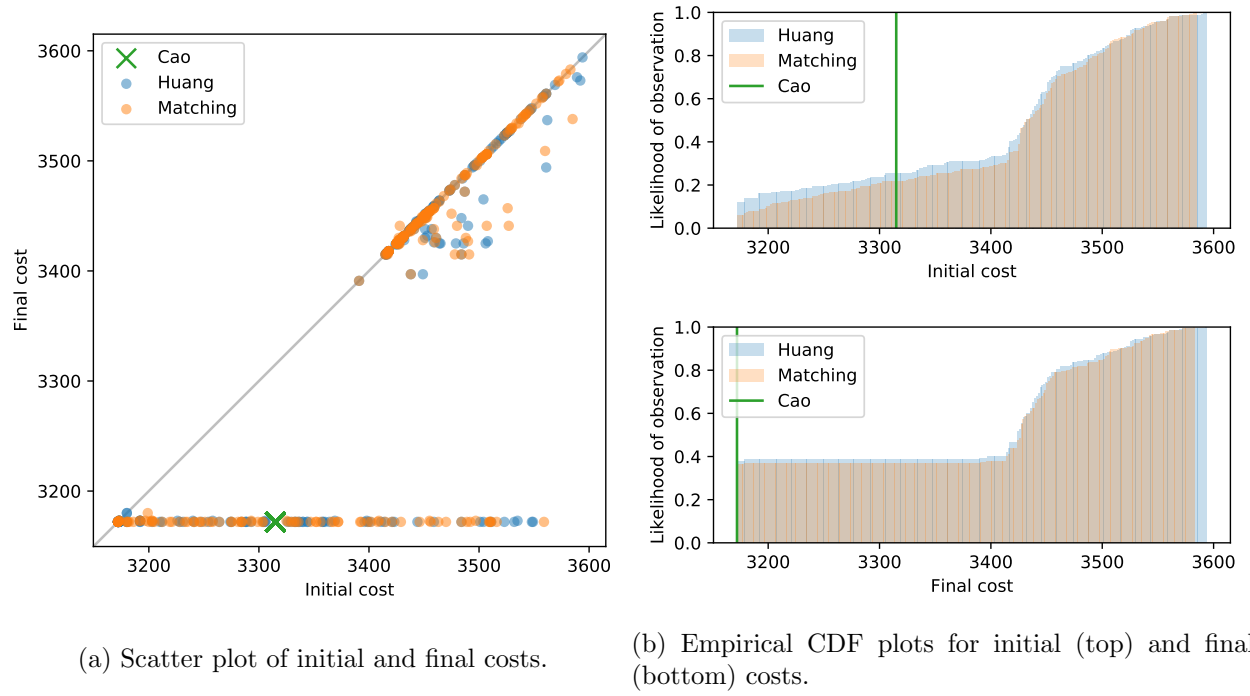 3600
3500
3400
3300
3200
Final cost
Cao
Huang
Matching
3200
3300
3400
3500
3600
Initial cost
(a) Scatter plot of initial and final costs.
1.0
0.8
0.6
0.4
0.2
0.0
Likelihood of observation
Huang
Matching
Cao
3200
3300
3400
3500
3600
Initial cost
1.0
0.8
0.6
0.4
0.2
0.0
Likelihood of observation
Huang
Matching
Cao
3200
3300
3400
3500
3600
Final cost
(b) Empirical CDF plots for initial (top) and final
(bottom) costs.